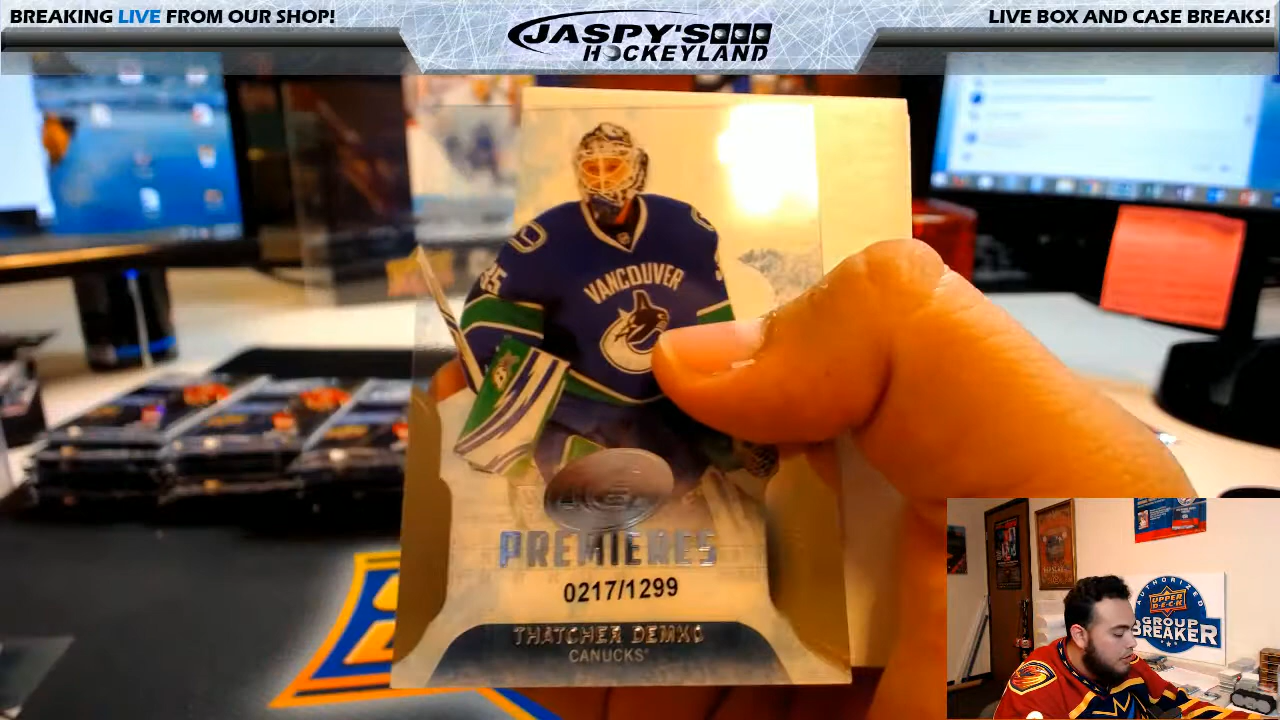 BREAKING LIVE FROM OUR SHOP!
JASPY'S
HOCKEYLAND
LIVE BOX AND CASE BREAKS!
35
VANCOUVER
ICE
PREMIERES
0217/1299
THATCHER DEMKO
CANUCKS
AUTHORIZED
UPPER DECK
GROUP
BREAKER